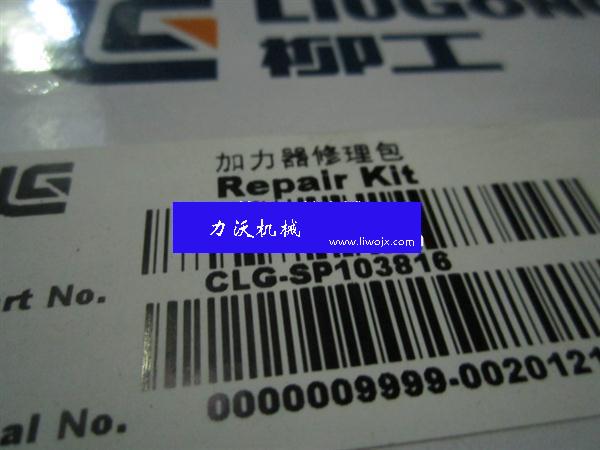 LIUGONG
柳工
加力器修理包
Repair Kit
力沃机械
www.liwojx.com
CLG-SP103816
rt No.
0000009999-0020121
al No.